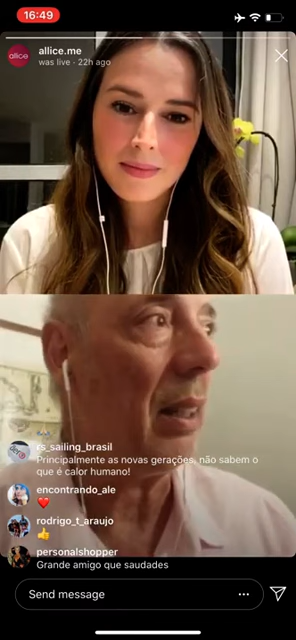 16:49
allice
allice.me
was live · 22h ago
rs_sailing_brasil
Principalmente as novas gerações, não sabem o
que é calor humano!
encontrando_ale
❤️
rodrigo_t_araujo
👍
personalshopper
Grande amigo que saudades
Send message